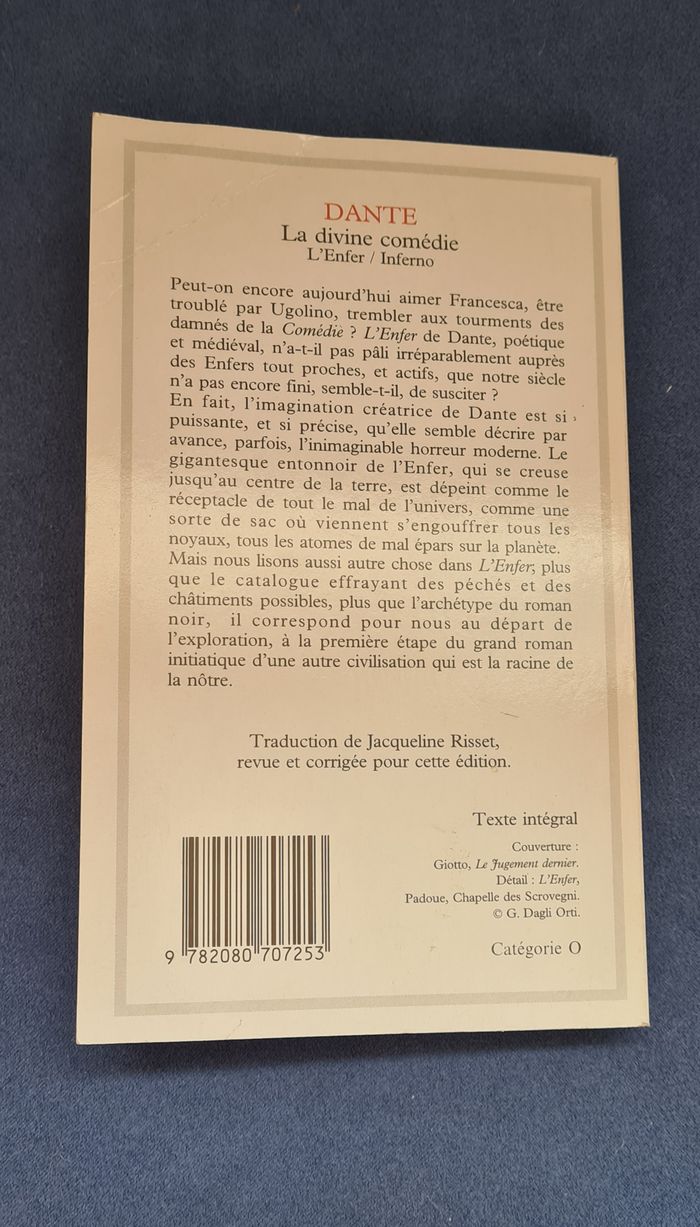 DANTE
La divine comédie
L'Enfer / Inferno
Peut-on encore aujourd'hui aimer Francesca, être
troublé par Ugolino, trembler aux tourments des
damnés de la Comédie ? L'Enfer de Dante, poétique
et médiéval, n'a-t-il pas pâli irréparablement auprès
des Enfers tout proches, et actifs, que notre siècle
n'a pas encore fini, semble-t-il, de susciter ?
En fait, l'imagination créatrice de Dante est si
puissante, et si précise, qu'elle semble décrire par
avance, parfois, l'inimaginable horreur moderne. Le
gigantesque entonnoir de l'Enfer, qui se creuse
jusqu'au centre de la terre, est dépeint comme le
réceptacle de tout le mal de l'univers, comme une
sorte de sac où viennent s'engouffrer tous les
noyaux, tous les atomes de mal épars sur la planète.
Mais nous lisons aussi autre chose dans L'Enfer; plus
que le catalogue effrayant des péchés et des
châtiments possibles, plus que l'archétype du roman
noir, il correspond pour nous au départ de
l'exploration, à la première étape du grand roman
initiatique d'une autre civilisation qui est la racine de
la nôtre.
Traduction de Jacqueline Risset,
revue et corrigée pour cette édition.
Texte intégral
Couverture :
Giotto, Le Jugement dernier.
Détail : L'Enfer,
Padoue, Chapelle des Scrovegni.
© G. Dagli Orti.
Catégorie O
9 782080 707253